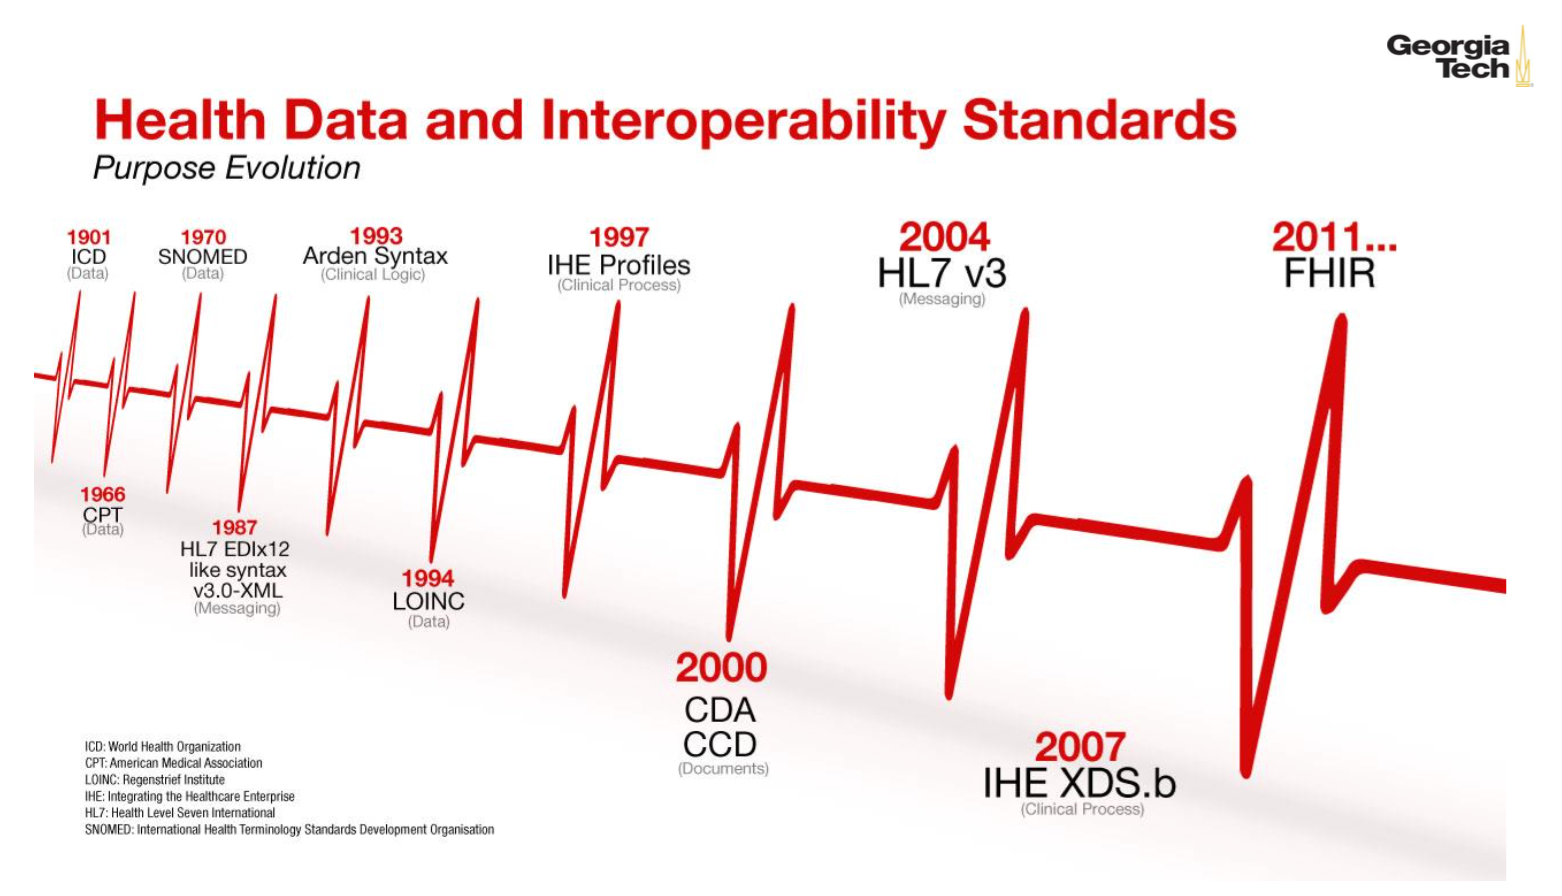 Georgia
Tech
Health Data and Interoperability Standards
Purpose Evolution
1901
ICD
(Data)
1966
CPT
(Data)
1970
SNOMED
(Data)
1987
HL7 EDIx12
like syntax
v3.0-XML
(Messaging)
1993
Arden Syntax
(Clinical Logic)
1994
LOINC
(Data)
1997
IHE Profiles
(Clinical Process)
2000
CDA
CCD
(Documents)
2004
HL7 v3
(Messaging)
2007
IHE XDS.b
(Clinical Process)
2011...
FHIR
ICD: World Health Organization
CPT: American Medical Association
LOINC: Regenstrief Institute
IHE: Integrating the Healthcare Enterprise
HL7: Health Level Seven International
SNOMED: International Health Terminology Standards Development Organisation